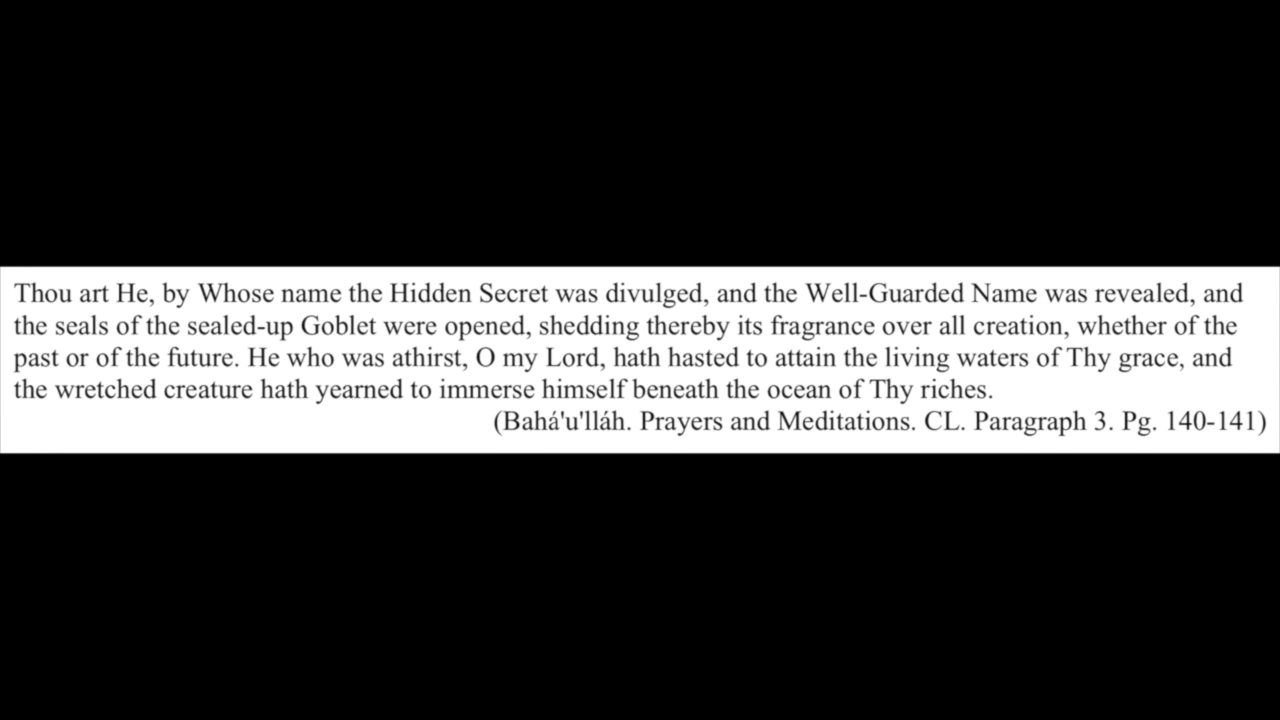 Thou art He, by Whose name the Hidden Secret was divulged, and the Well-Guarded Name was revealed, and
the seals of the sealed-up Goblet were opened, shedding thereby its fragrance over all creation, whether of the
past or of the future. He who was athirst, O my Lord, hath hasted to attain the living waters of Thy grace, and
the wretched creature hath yearned to immerse himself beneath the ocean of Thy riches.
(Bahá'u'lláh. Prayers and Meditations. CL. Paragraph 3. Pg. 140-141)